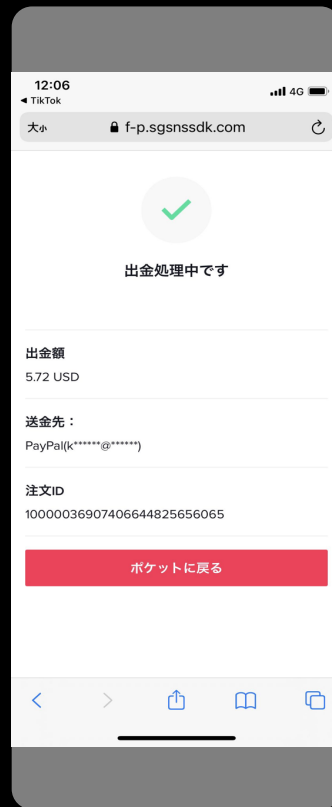 12:06
4G
◀ TikTok
大小 f-p.sgsnssdk.com
出金処理中です
出金額
5.72 USD
送金先：
PayPal(k******@******)
注文ID
10000036907406644825656065
ポケットに戻る